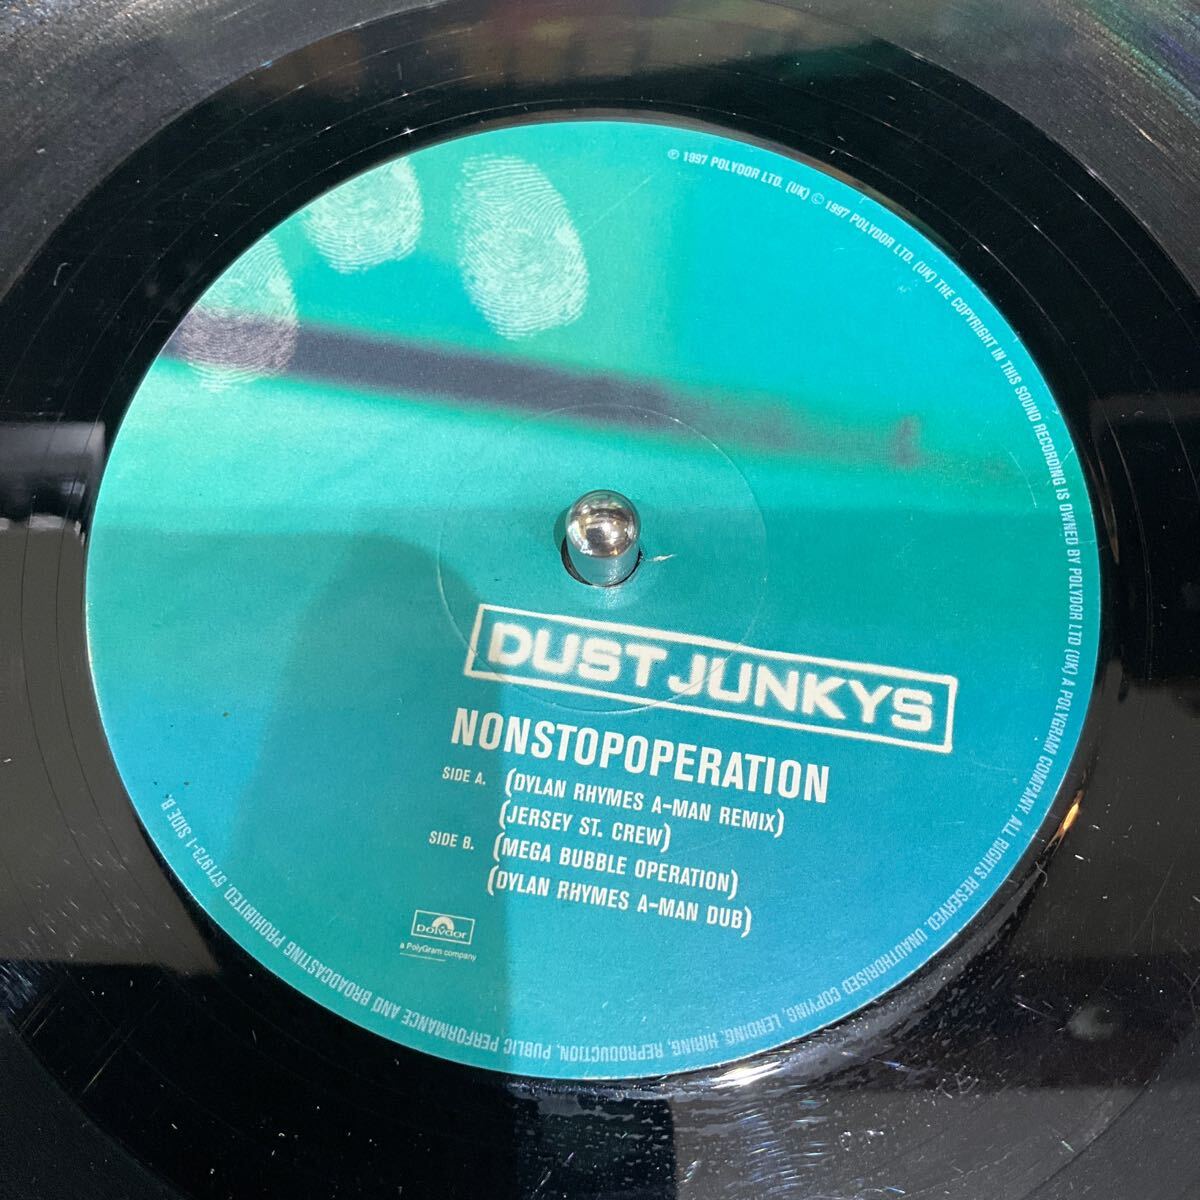 DUST JUNKYS
NONSTOPOPERATION
SIDE A. (DYLAN RHYMES A-MAN REMIX)
(JERSEY ST. CREW)
SIDE B. (MEGA BUBBLE OPERATION)
(DYLAN RHYMES A-MAN DUB)
Polydor
a PolyGram company
℗ 1997 POLYDOR LTD. (UK) © 1997 POLYDOR LTD. (UK) THE COPYRIGHT IN THIS SOUND RECORDING IS OWNED BY POLYDOR LTD (UK) A POLYGRAM COMPANY. ALL RIGHTS RESERVED. UNAUTHORISED COPYING, LENDING, HIRING, REPRODUCTION, PUBLIC PERFORMANCE AND BROADCASTING PROHIBITED. 571973-1 SIDE B.